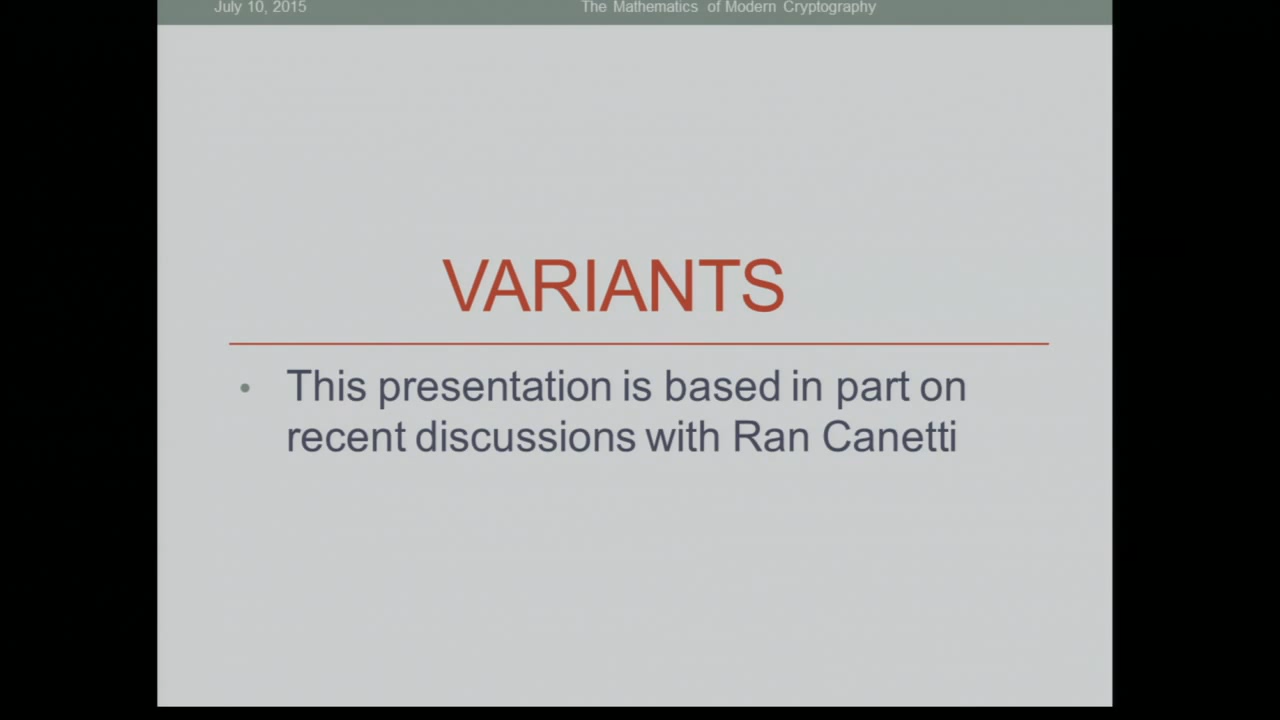 July 10, 2015 The Mathematics of Modern Cryptography
VARIANTS
• This presentation is based in part on
recent discussions with Ran Canetti